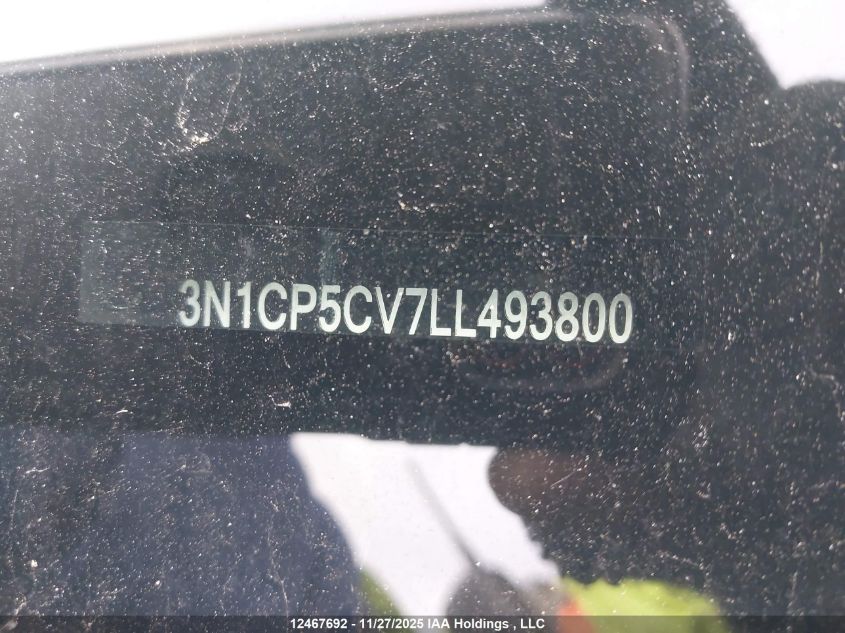 3N1CP5CV7LL493800
12467692 - 11/27/2025 IAA Holdings , LLC